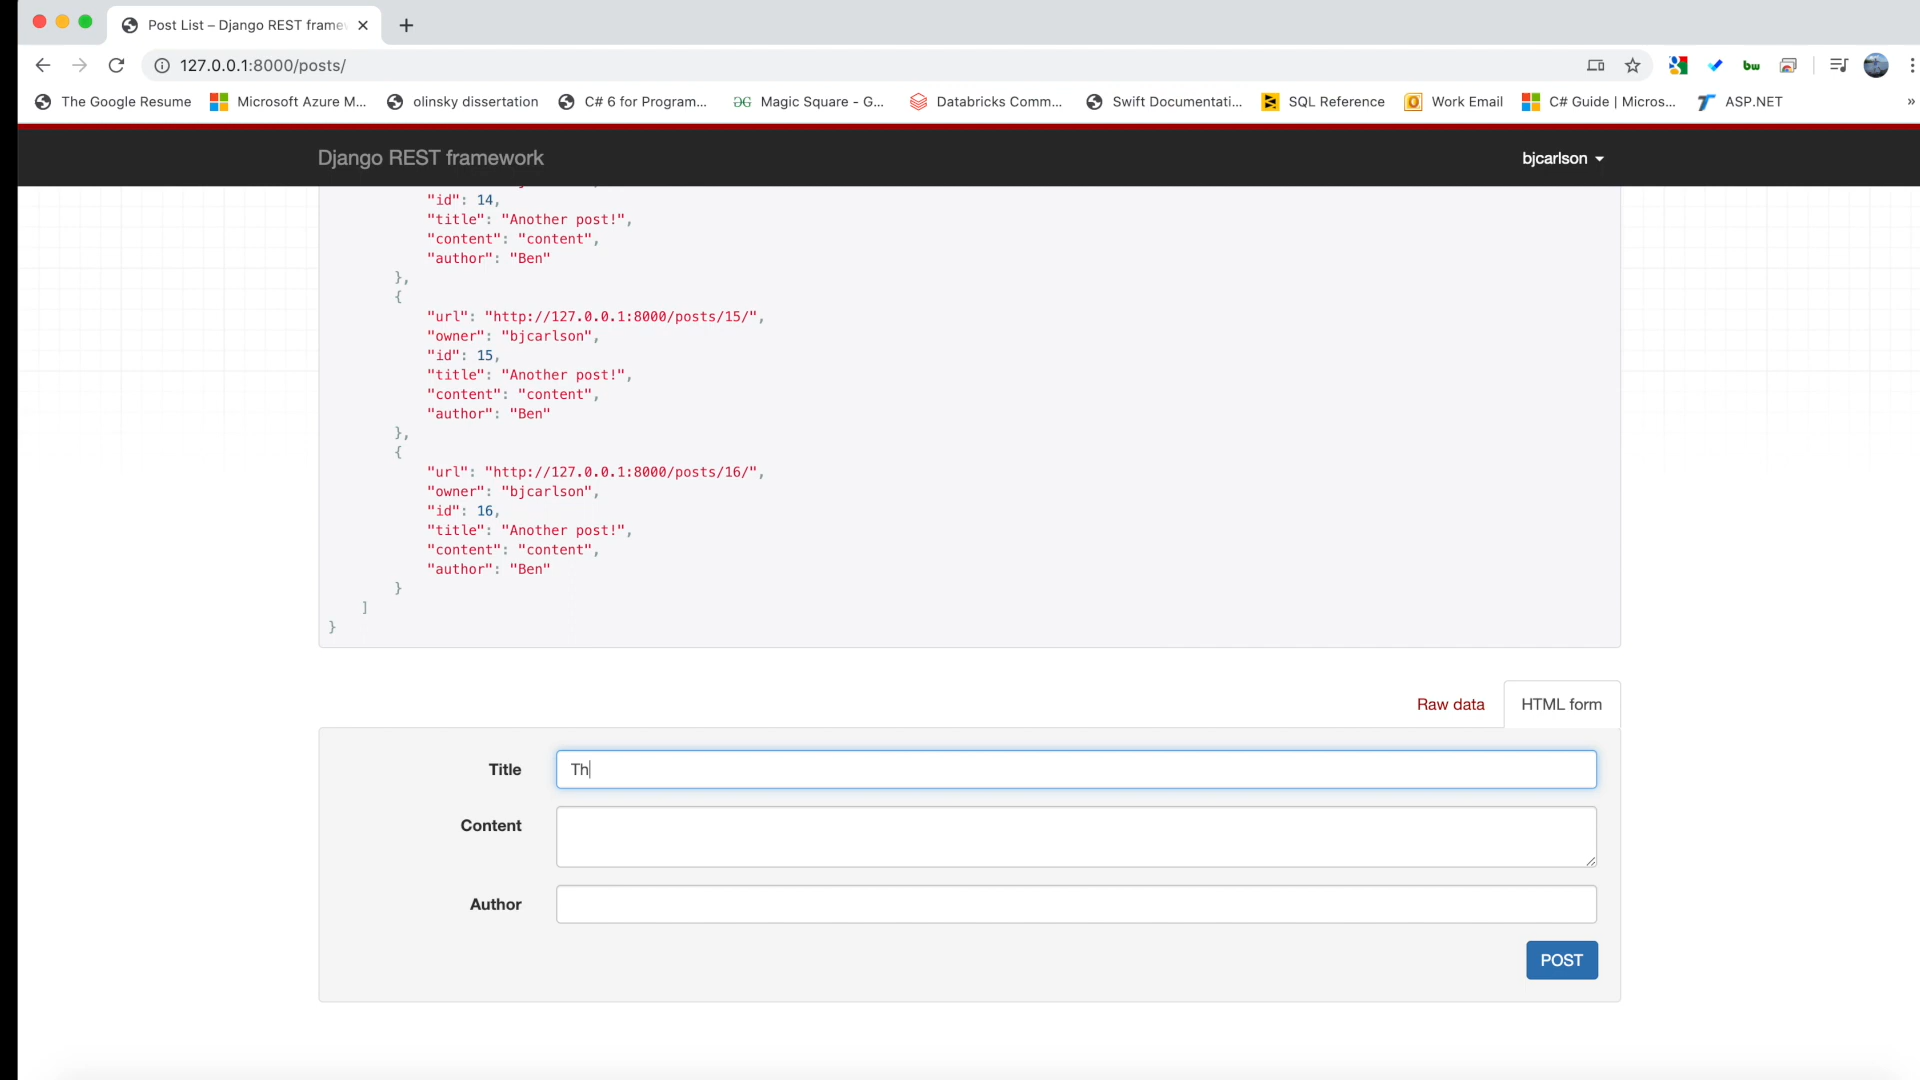 Post List – Django REST frame
127.0.0.1:8000/posts/
bw
The Google Resume
Microsoft Azure M...
olinsky dissertation
C# 6 for Program...
Magic Square - G...
Databricks Comm...
Swift Documentati...
SQL Reference
Work Email
C# Guide | Micros...
ASP.NET
»
Django REST framework
bjcarlson
"id": 14,
"title": "Another post!",
"content": "content",
"author": "Ben"
},
{
"url": "http://127.0.0.1:8000/posts/15/",
"owner": "bjcarlson",
"id": 15,
"title": "Another post!",
"content": "content",
"author": "Ben"
},
{
"url": "http://127.0.0.1:8000/posts/16/",
"owner": "bjcarlson",
"id": 16,
"title": "Another post!",
"content": "content",
"author": "Ben"
}
]
}
Raw data
HTML form
Title
Th
Content
Author
POST